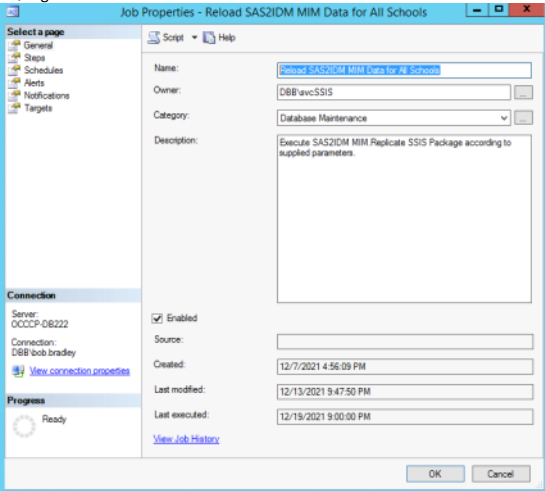 Job Properties - Reload SAS2IDM MIM Data for All Schools
Select a page
General
Steps
Schedules
Alerts
Notifications
Targets
Script
Help
Name:
Reload SAS2IDM MIM Data for All Schools
Owner:
DBB\svcSSIS
...
Category:
Database Maintenance
...
Description:
Execute SAS2IDM MIM.Replicate SSIS Package according to
supplied parameters.
Connection
Server:
OCCCP-DB222
Connection:
DBB\bob.bradley
View connection properties
Progress
Ready
Enabled
Source:
Created:
12/7/2021 4:56:09 PM
Last modified:
12/13/2021 9:47:50 PM
Last executed:
12/19/2021 9:00:00 PM
View Job History
OK
Cancel